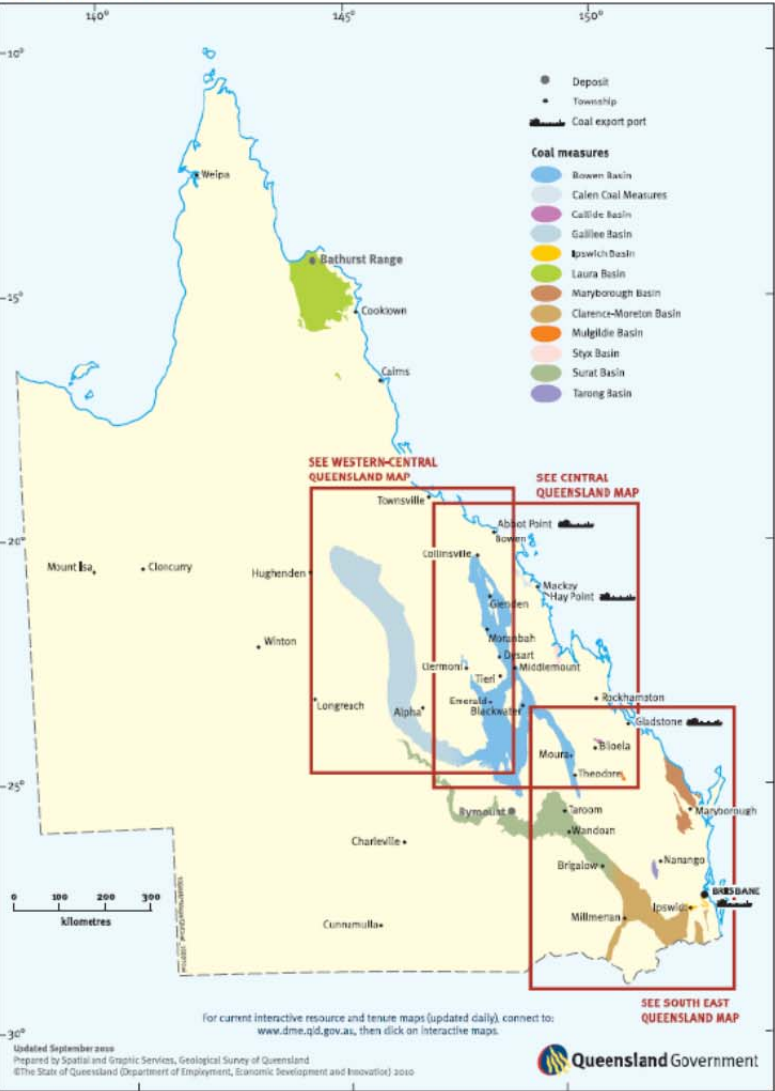 140°
145°
150°
10°
Deposit
Township
Coal export port
Coal measures
Bowen Basin
Calen Coal Measures
Callide Basin
Galilee Basin
Ipswich Basin
Laura Basin
Maryborough Basin
Clarence-Moreton Basin
Mulgildie Basin
Styx Basin
Surat Basin
Tarong Basin
Weipa
Bathurst Range
15°
Cooktown
Cairns
SEE WESTERN-CENTRAL
QUEENSLAND MAP
SEE CENTRAL
QUEENSLAND MAP
Townsville
Abbot Point
Bowen
20°
Collinsville
Mount Isa
Cloncurry
Hughenden
Mackay
Hay Point
Glenden
Winton
Moranbah
Dysart
Clermont
Middlemount
Tieri
Longreach
Emerald
Rockhampton
Alpha
Blackwater
Gladstone
Biloela
Moura
Theodore
25°
Rymount
Taroom
Maryborough
Wandoan
Charleville
Brigalow
Nanango
BRISBANE
0 100 200 300
kilometres
Ipswich
Millmerran
Cunnamulla
SEE SOUTH EAST
QUEENSLAND MAP
For current interactive resource and tenure maps (updated daily), connect to:
www.dme.qld.gov.au, then click on interactive maps.
30°
Updated September 2010
Prepared by Spatial and Graphic Services, Geological Survey of Queensland
©The State of Queensland (Department of Employment, Economic Development and Innovation) 2010
Queensland Government